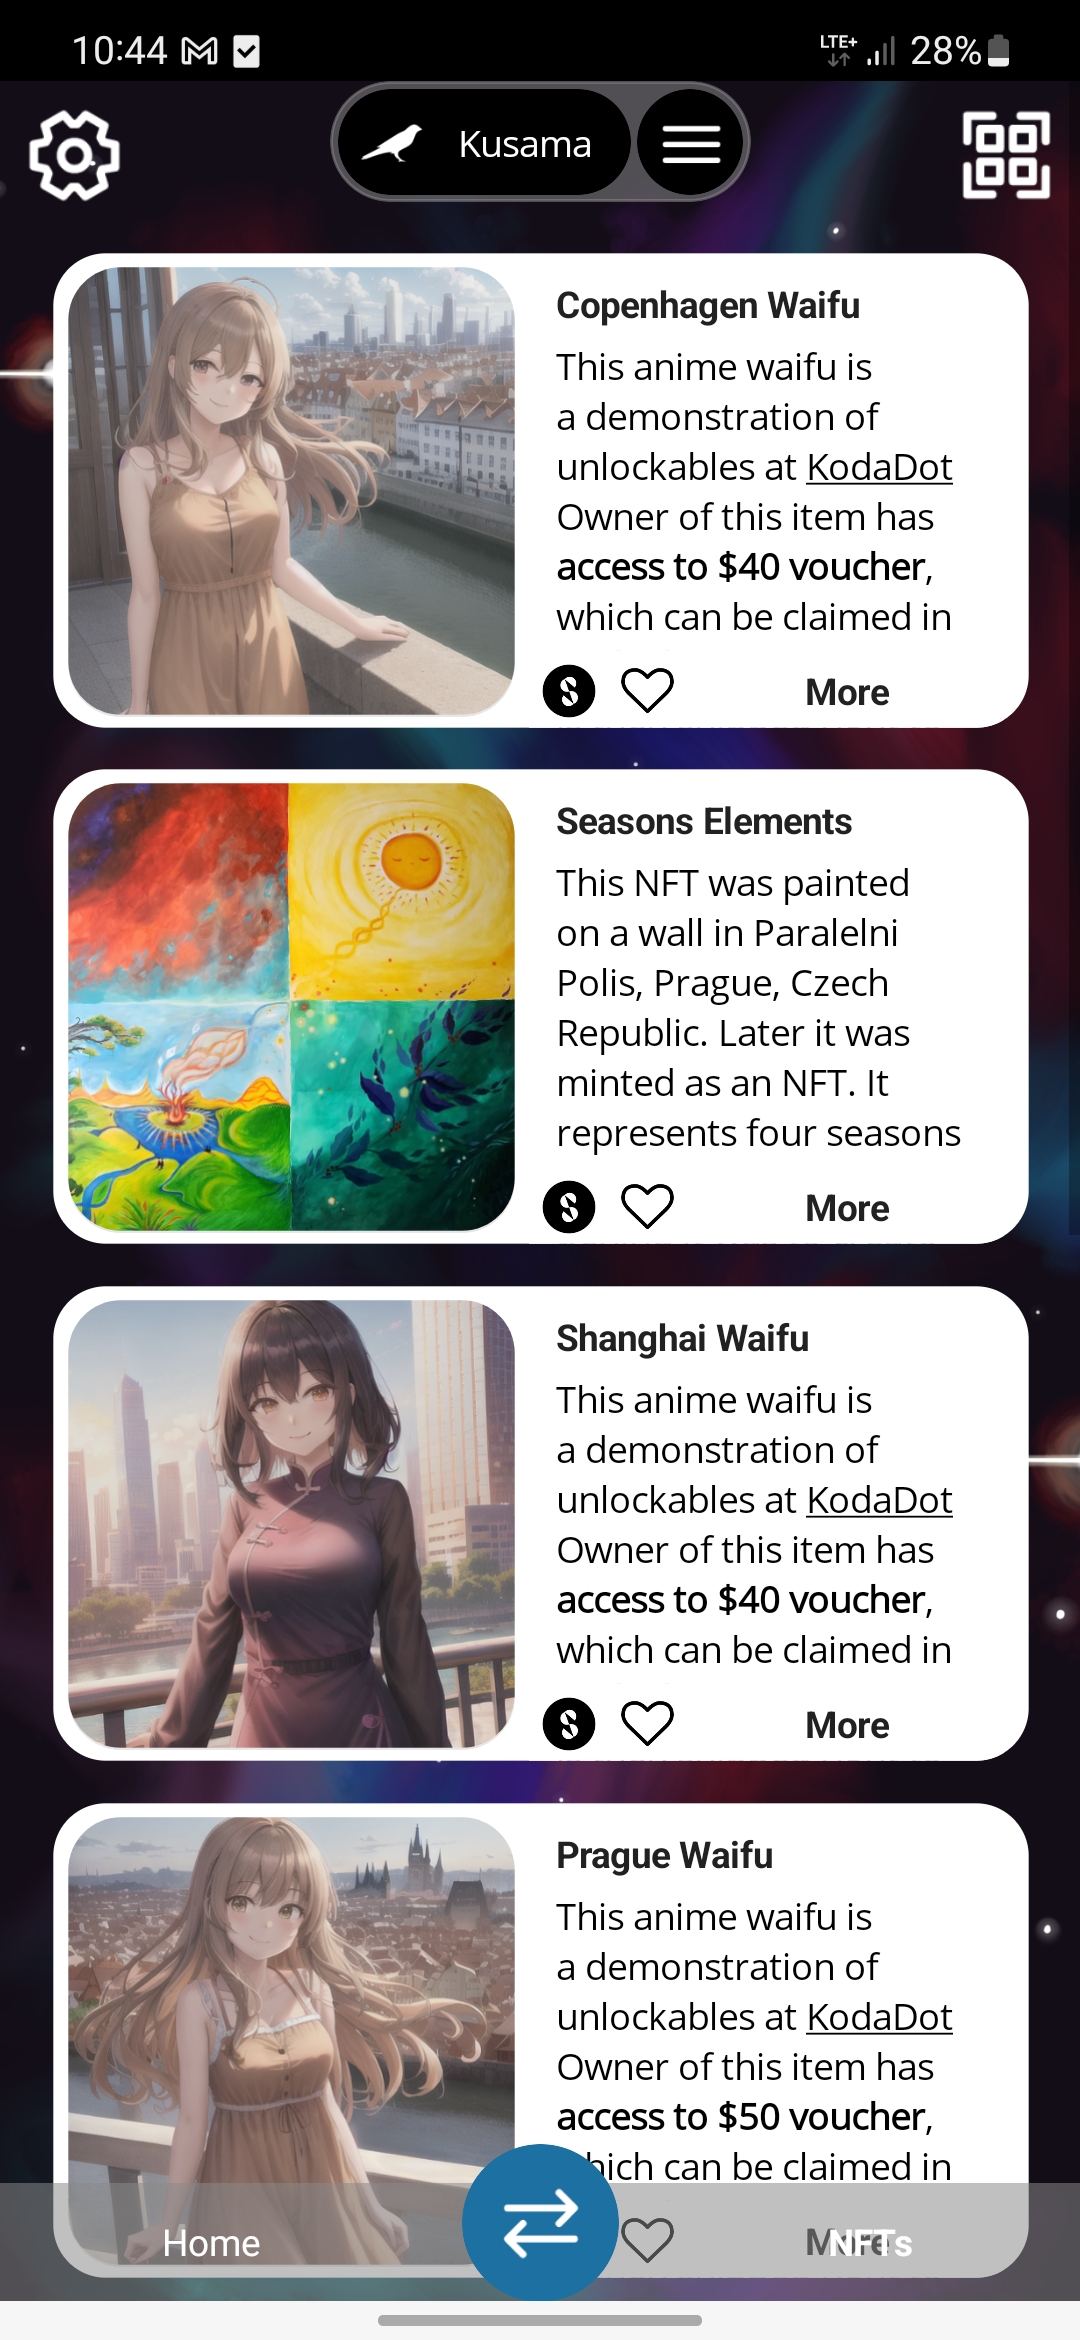 10:44
LTE+
28%
Kusama
Copenhagen Waifu
This anime waifu is
a demonstration of
unlockables at KodaDot
Owner of this item has
access to $40 voucher,
which can be claimed in
More
Seasons Elements
This NFT was painted
on a wall in Paralelni
Polis, Prague, Czech
Republic. Later it was
minted as an NFT. It
represents four seasons
More
Shanghai Waifu
This anime waifu is
a demonstration of
unlockables at KodaDot
Owner of this item has
access to $40 voucher,
which can be claimed in
More
Prague Waifu
This anime waifu is
a demonstration of
unlockables at KodaDot
Owner of this item has
access to $50 voucher,
which can be claimed in
More
Home
NFTs